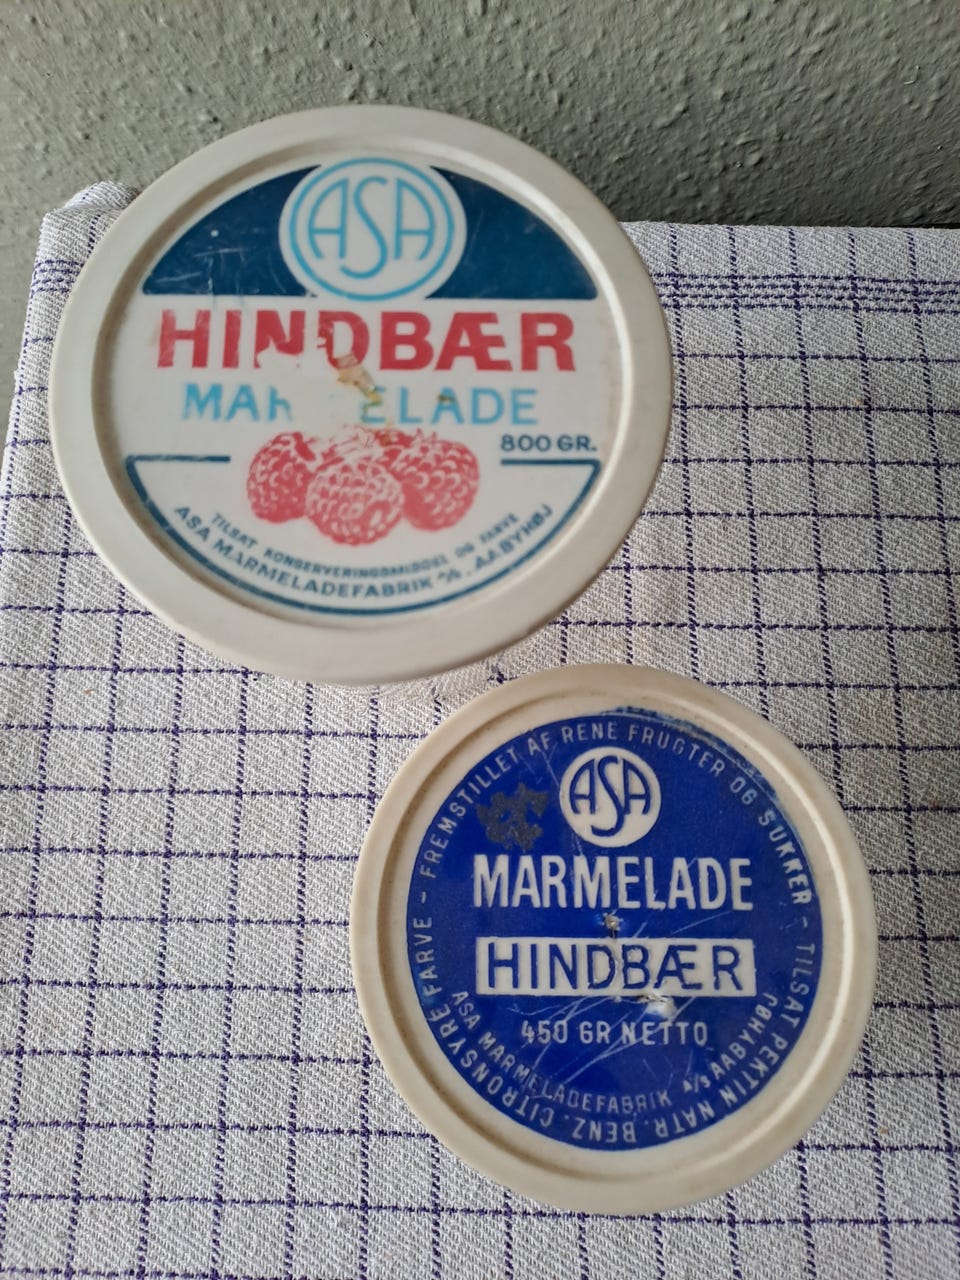 ASA
HINDBÆR
MAR ELADE
800 GR.
TILSAT KONSERVERINGSMIDDEL OG FARVE
ASA MARMELADEFABRIK A/S. AABYHØJ
FREMSTILLET AF RENE FRUGTER OG SUKKER - TILSAT PEKTIN NATR. BENZ. CITRONSYRE FARVE -
ASA
MARMELADE
HINDBÆR
450 GR NETTO
ASA MARMELADEFABRIK A/S AABYHØJ